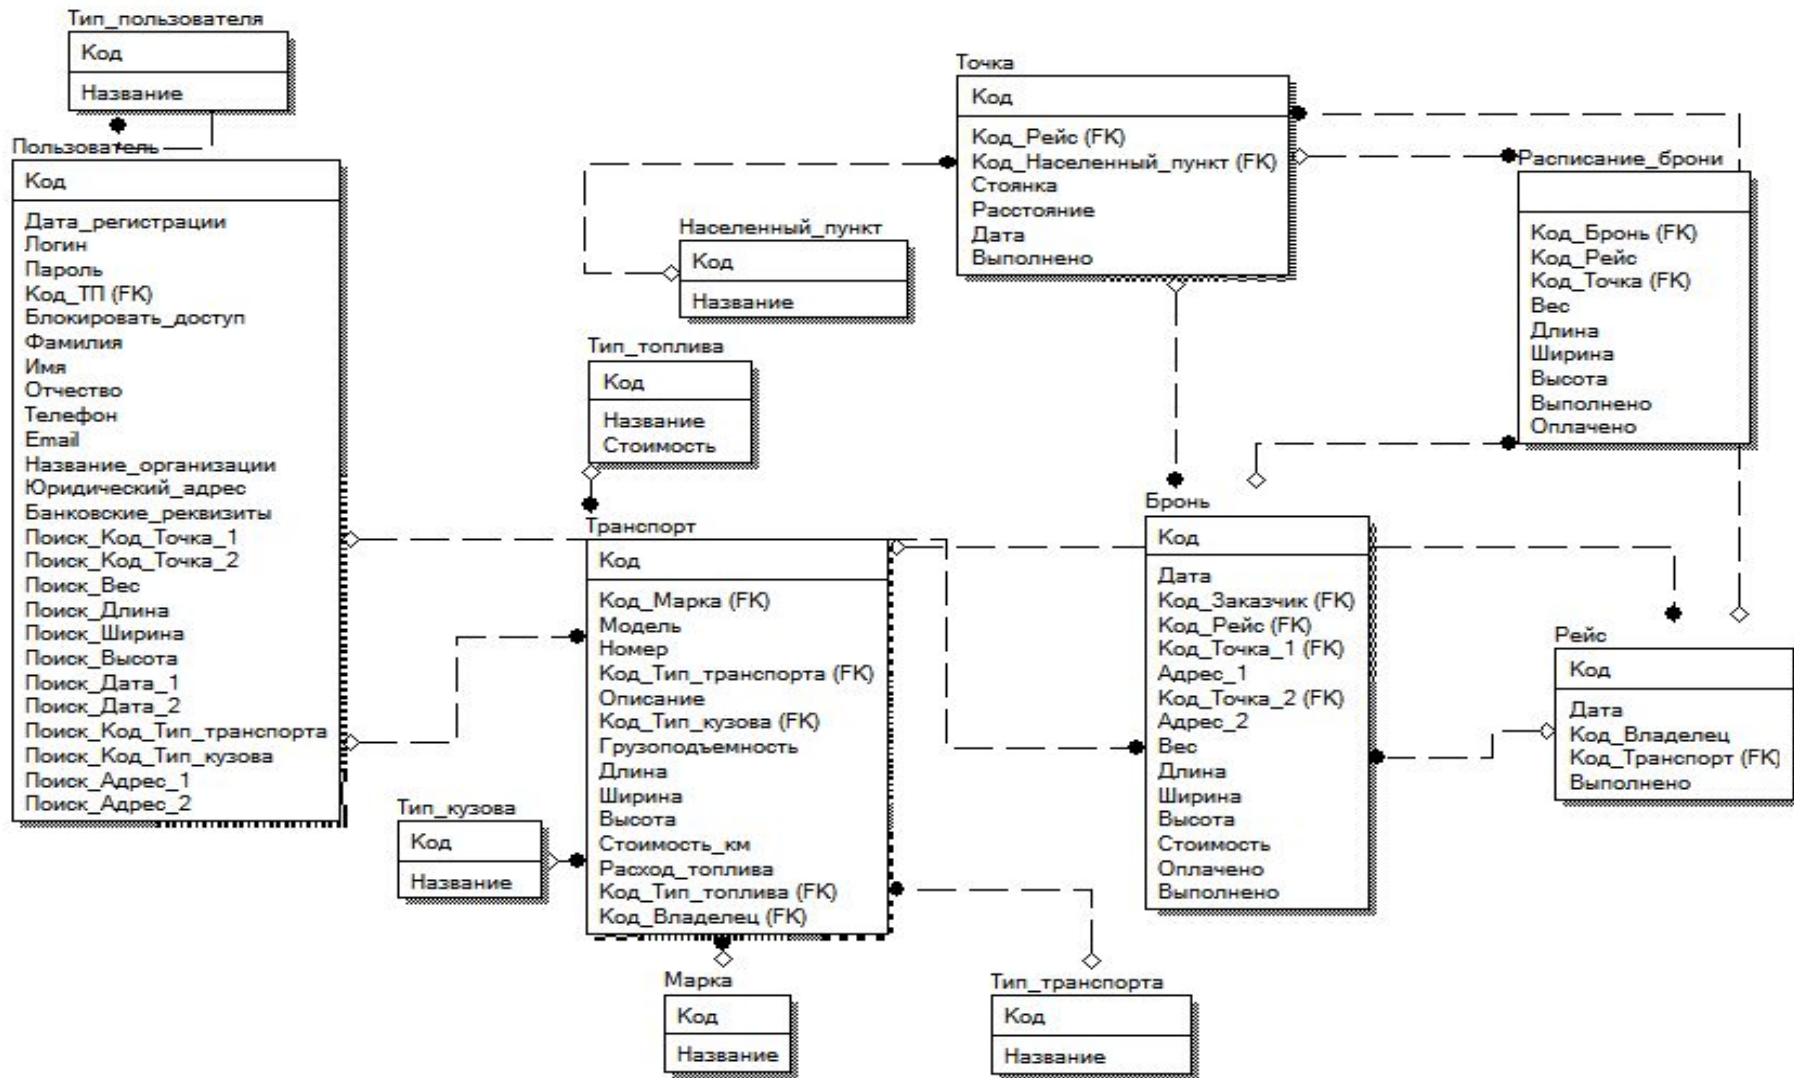 Тип_пользователя
Код
Название
Пользователь
Код
Дата_регистрации
Логин
Пароль
Код_ТП (FK)
Блокировать_доступ
Фамилия
Имя
Отчество
Телефон
Email
Название_организации
Юридический_адрес
Банковские_реквизиты
Поиск_Код_Точка_1
Поиск_Код_Точка_2
Поиск_Вес
Поиск_Длина
Поиск_Ширина
Поиск_Высота
Поиск_Дата_1
Поиск_Дата_2
Поиск_Код_Тип_транспорта
Поиск_Код_Тип_кузова
Поиск_Адрес_1
Поиск_Адрес_2
Населенный_пункт
Код
Название
Тип_топлива
Код
Название
Стоимость
Транспорт
Код
Код_Марка (FK)
Модель
Номер
Код_Тип_транспорта (FK)
Описание
Код_Тип_кузова (FK)
Грузоподъемность
Длина
Ширина
Высота
Стоимость_км
Расход_топлива
Код_Тип_топлива (FK)
Код_Владелец (FK)
Тип_кузова
Код
Название
Марка
Код
Название
Тип_транспорта
Код
Название
Точка
Код
Код_Рейс (FK)
Код_Населенный_пункт (FK)
Стоянка
Расстояние
Дата
Выполнено
Расписание_брони
Код_Бронь (FK)
Код_Рейс
Код_Точка (FK)
Вес
Длина
Ширина
Высота
Выполнено
Оплачено
Бронь
Код
Дата
Код_Заказчик (FK)
Код_Рейс (FK)
Код_Точка_1 (FK)
Адрес_1
Код_Точка_2 (FK)
Адрес_2
Вес
Длина
Ширина
Высота
Стоимость
Оплачено
Выполнено
Рейс
Код
Дата
Код_Владелец
Код_Транспорт (FK)
Выполнено